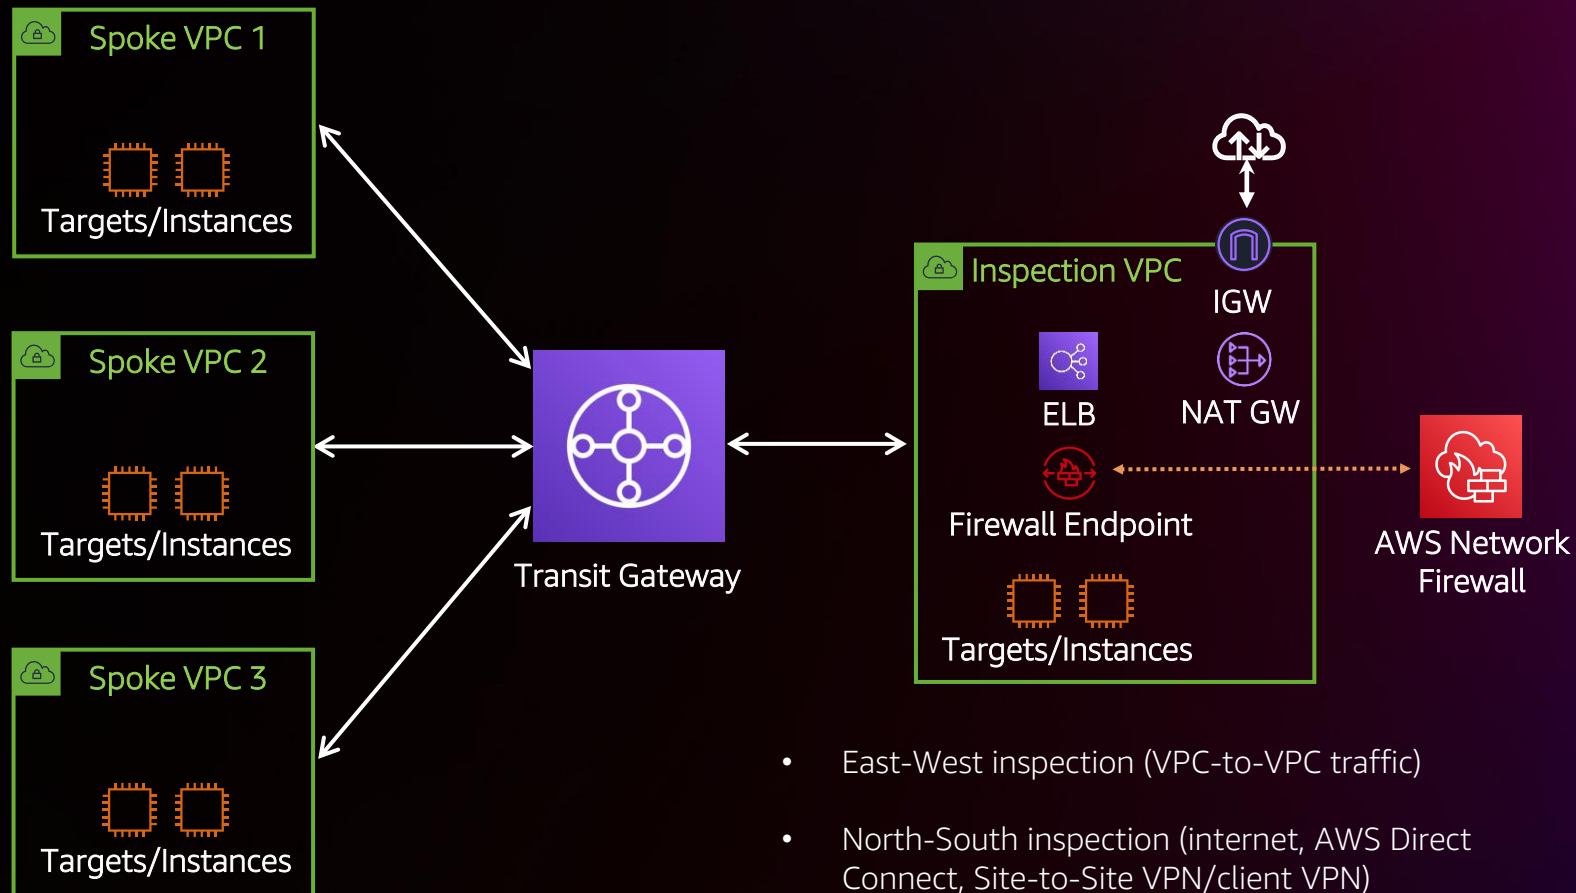 Spoke VPC 1
Targets/Instances
Spoke VPC 2
Targets/Instances
Spoke VPC 3
Targets/Instances
Transit Gateway
Inspection VPC
IGW
ELB
NAT GW
Firewall Endpoint
Targets/Instances
AWS Network
Firewall
• East-West inspection (VPC-to-VPC traffic)
• North-South inspection (internet, AWS Direct
Connect, Site-to-Site VPN/client VPN)